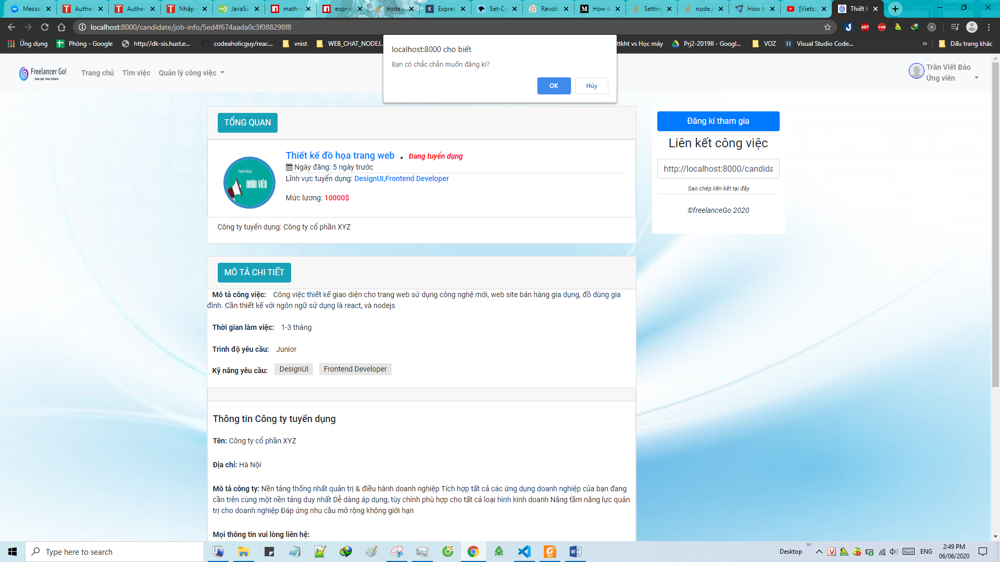 Messe
Auther
Auther
Nhập r
JavaSc
math-e
expr-e
node.j
Expres
Set-Co
Revoki
How to
Setting
node.js
How to
[Vietsu
Thiết k
localhost:8000/candidate/job-info/5ed4f674aada0c3f088298f8
Ứng dụng
Phòng - Google
http://dk-sis.hust.e...
codeaholicguy/reac...
vnist
WEB_CHAT_NODEJ...
ttkht vs Học máy
Prj2-2019II - Googl...
VOZ
Visual Studio Code...
Dấu trang khác
localhost:8000 cho biết
Bạn có chắc chắn muốn đăng kí?
OK
Hủy
Freelancer Go!
Your job. Your Future.
Trang chủ
Tìm việc
Quản lý công việc
Trần Viết Bảo
Ứng viên
TỔNG QUAN
Tuyển Dụng
NHÂN VIÊN
Thiết kế đồ họa trang web • Đang tuyển dụng
Ngày đăng: 5 ngày trước
Lĩnh vực tuyển dụng: DesignUI,Frontend Developer
Mức lương: 10000$
Công ty tuyển dụng: Công ty cổ phần XYZ
Đăng kí tham gia
Liên kết công việc
http://localhost:8000/candida
Sao chép liên kết tại đây
©freelanceGo 2020
MÔ TẢ CHI TIẾT
Mô tả công việc: Công việc thiết kế giao diện cho trang web sử dụng công nghệ mới, web site bán hàng gia dụng, đồ dùng gia
đình. Cần thiết kế với ngôn ngữ sử dụng là react, và nodejs
Thời gian làm việc: 1-3 tháng
Trình độ yêu cầu: Junior
Kỹ năng yêu cầu: DesignUI Frontend Developer
Thông tin Công ty tuyển dụng
Tên: Công ty cổ phần XYZ
Địa chỉ: Hà Nội
Mô tả công ty: Nền tảng thống nhất quản trị & điều hành doanh nghiệp Tích hợp tất cả các ứng dụng doanh nghiệp của bạn đang
cần trên cùng một nền tảng duy nhất Dễ dàng áp dụng, tùy chỉnh phù hợp cho tất cả loại hình kinh doanh Nâng tầm năng lực quản
trị cho doanh nghiệp Đáp ứng nhu cầu mở rộng không giới hạn
Mọi thông tin vui lòng liên hệ:
Type here to search
Desktop
ENG
2:49 PM
06/06/2020